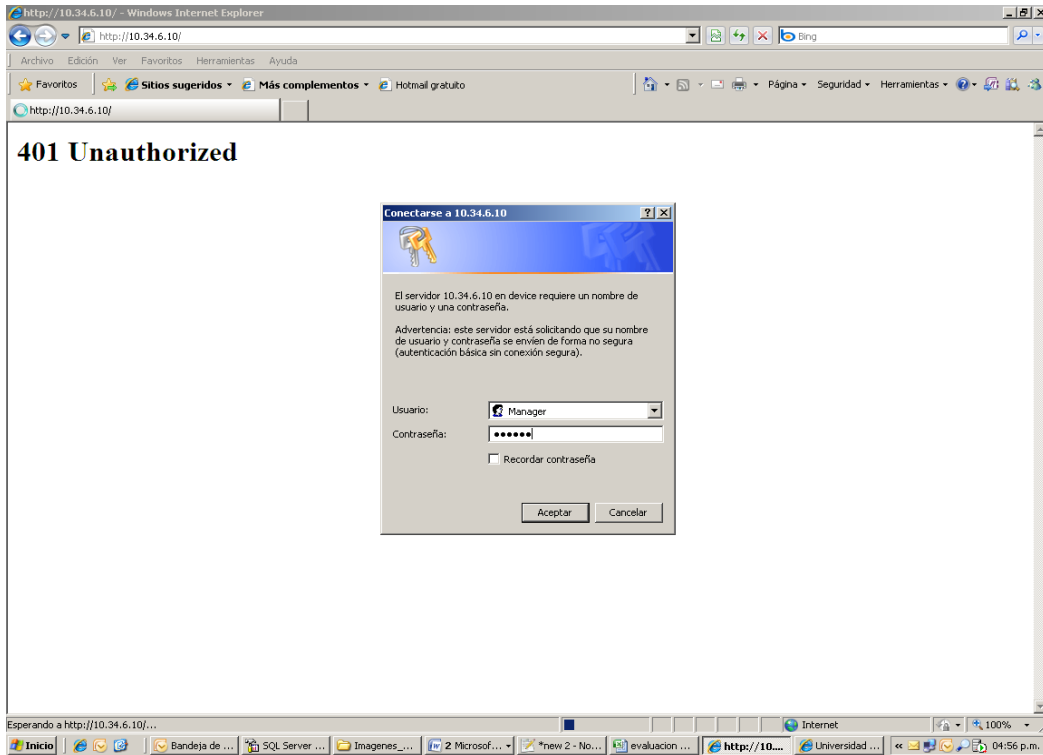 http://10.34.6.10/ - Windows Internet Explorer
http://10.34.6.10/
Bing
Archivo Edición Ver Favoritos Herramientas Ayuda
Favoritos Sitios sugeridos Más complementos Hotmail gratuito Página Seguridad Herramientas
http://10.34.6.10/
401 Unauthorized
Conectarse a 10.34.6.10
El servidor 10.34.6.10 en device requiere un nombre de
usuario y una contraseña.
Advertencia: este servidor está solicitando que su nombre
de usuario y contraseña se envíen de forma no segura
(autenticación básica sin conexión segura).
Usuario: Manager
Contraseña: ••••••
Recordar contraseña
Aceptar Cancelar
Esperando a http://10.34.6.10/... Internet 100%
Inicio Bandeja de ... SQL Server ... Imagenes_... 2 Microsof... *new 2 - No... evaluacion ... http://10.... Universidad ... « 04:56 p.m.